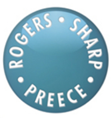 ROGERS • SHARP • PREECE •